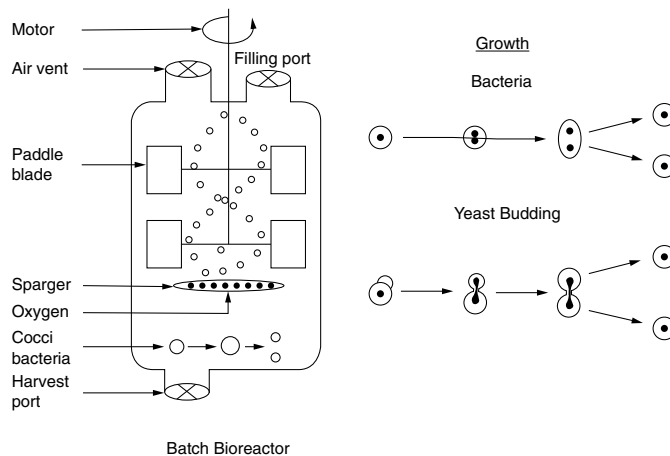 Motor
Air vent
Filling port
Paddle
blade
Sparger
Oxygen
Cocci
bacteria
Harvest
port
Batch Bioreactor
Growth
Bacteria
Yeast Budding